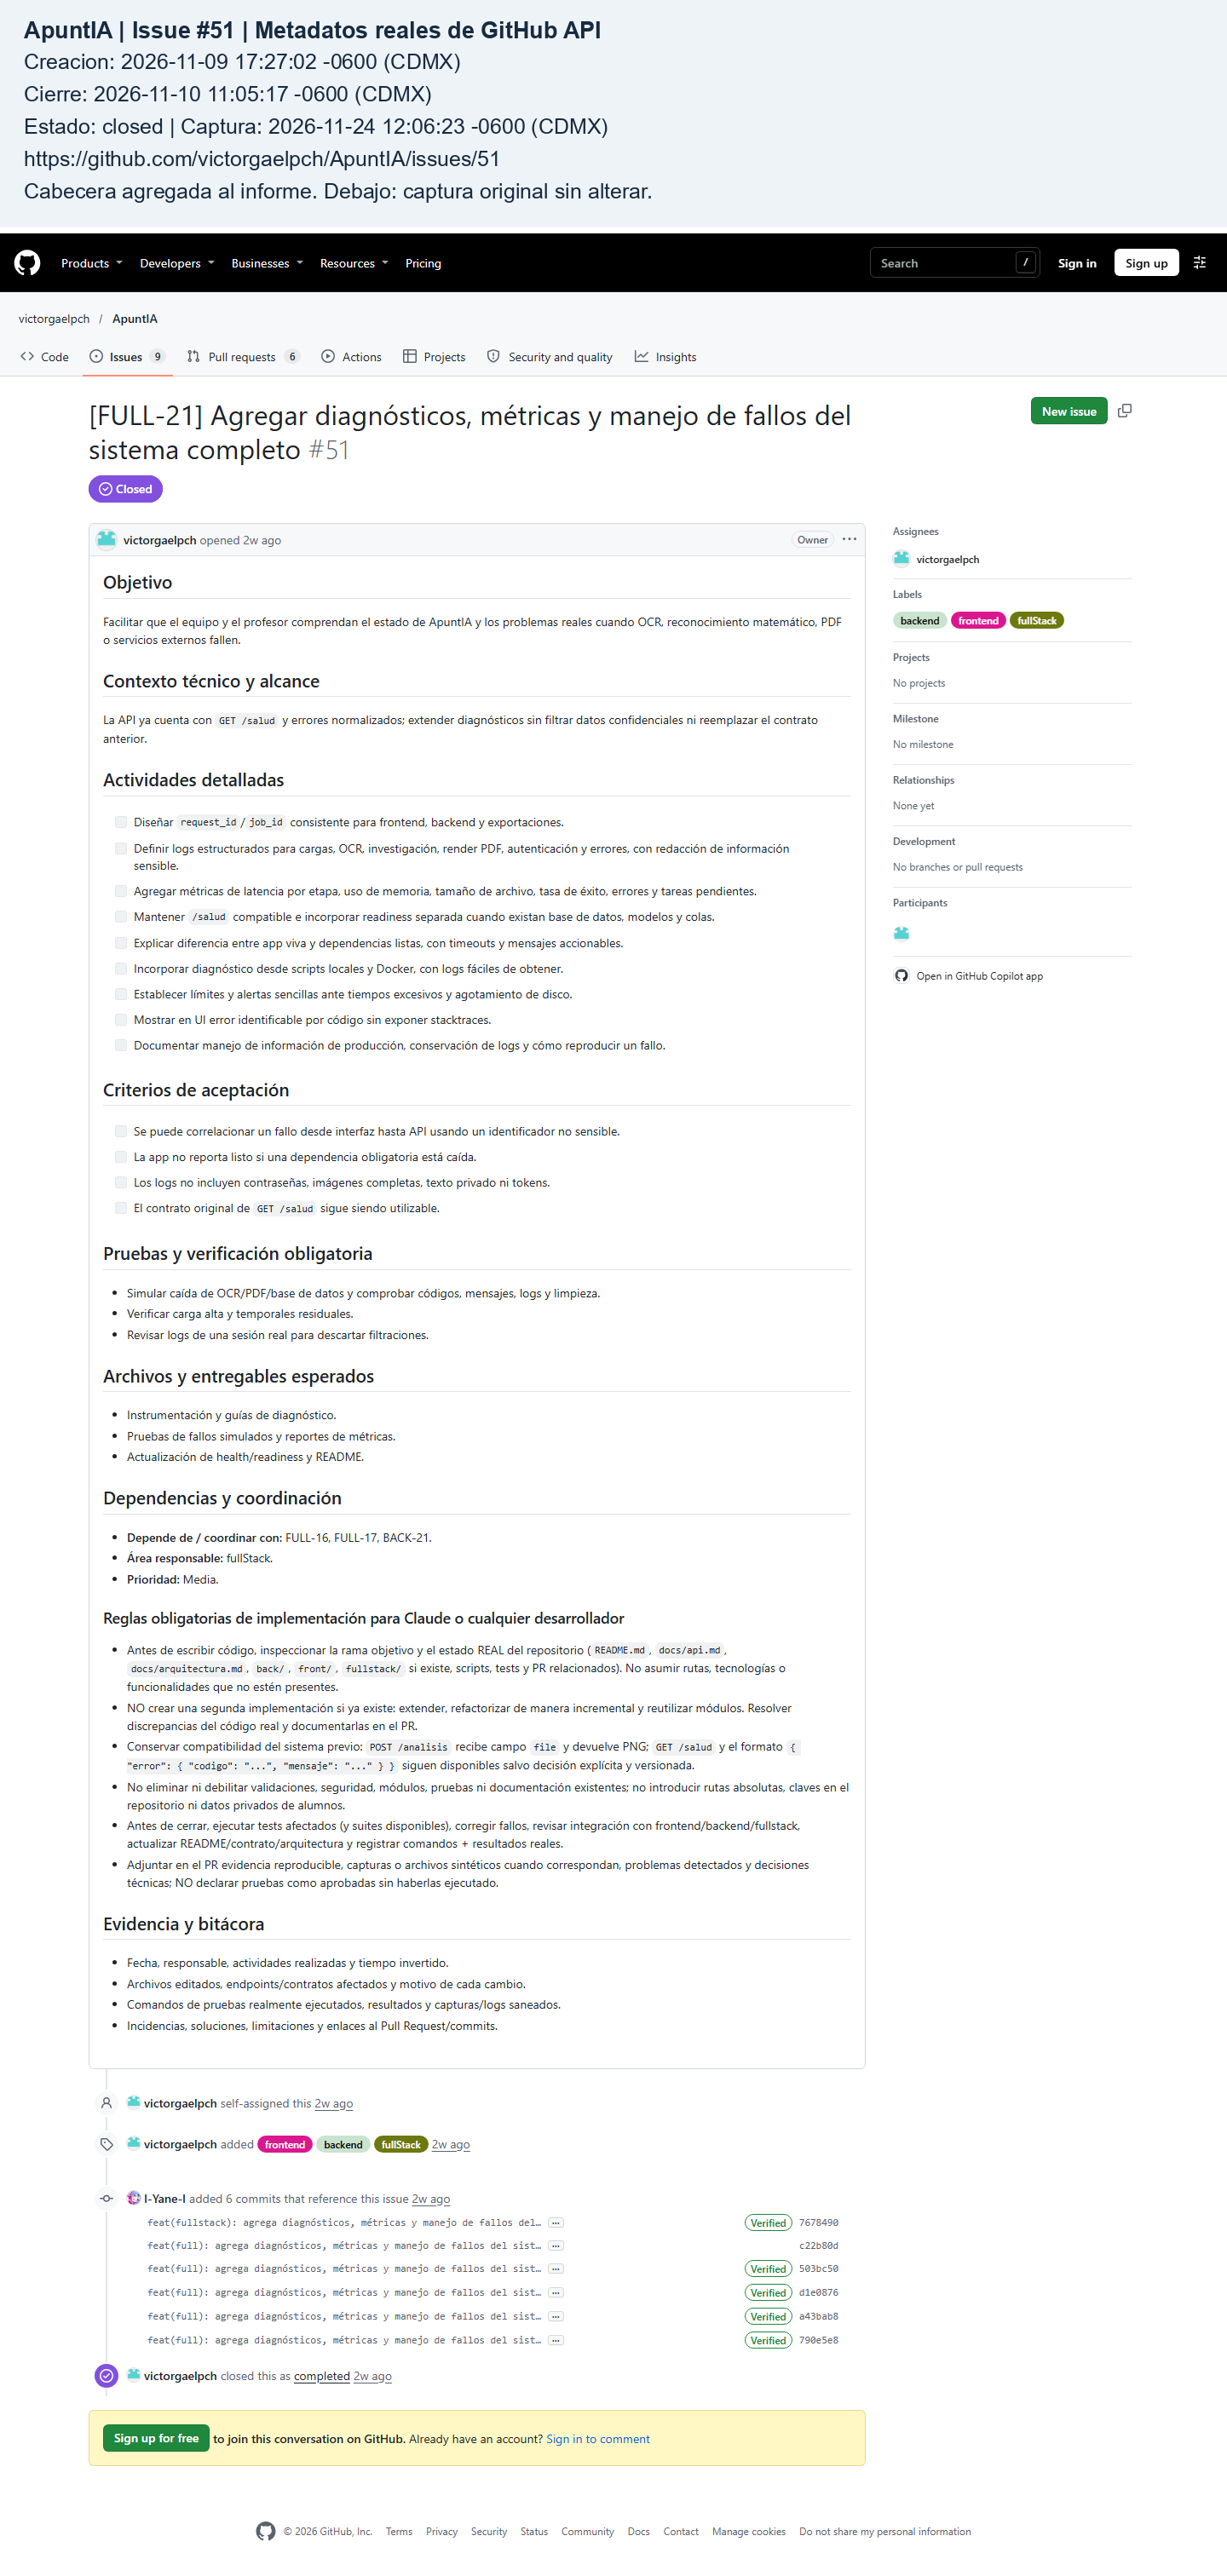 ApuntIA | Issue #51 | Metadatos reales de GitHub API
Creacion: 2026-11-09 17:27:02 -0600 (CDMX)
Cierre: 2026-11-10 11:05:17 -0600 (CDMX)
Estado: closed | Captura: 2026-11-24 12:06:23 -0600 (CDMX)
https://github.com/victorgaelpch/ApuntIA/issues/51
Cabecera agregada al informe. Debajo: captura original sin alterar.
Products Developers Businesses Resources Pricing Search / Sign in Sign up
victorgaelpch / ApuntIA
Code Issues 9 Pull requests 6 Actions Projects Security and quality Insights
[FULL-21] Agregar diagnósticos, métricas y manejo de fallos del
sistema completo #51
New issue
Closed
victorgaelpch opened 2w ago Owner
Objetivo
Facilitar que el equipo y el profesor comprendan el estado de ApuntIA y los problemas reales cuando OCR, reconocimiento matemático, PDF
o servicios externos fallen.
Contexto técnico y alcance
La API ya cuenta con GET /salud y errores normalizados; extender diagnósticos sin filtrar datos confidenciales ni reemplazar el contrato
anterior.
Actividades detalladas
Diseñar request_id / job_id consistente para frontend, backend y exportaciones.
Definir logs estructurados para cargas, OCR, investigación, render PDF, autenticación y errores, con redacción de información
sensible.
Agregar métricas de latencia por etapa, uso de memoria, tamaño de archivo, tasa de éxito, errores y tareas pendientes.
Mantener /salud compatible e incorporar readiness separada cuando existan base de datos, modelos y colas.
Explicar diferencia entre app viva y dependencias listas, con timeouts y mensajes accionables.
Incorporar diagnóstico desde scripts locales y Docker, con logs fáciles de obtener.
Establecer límites y alertas sencillas ante tiempos excesivos y agotamiento de disco.
Mostrar en UI error identificable por código sin exponer stacktraces.
Documentar manejo de información de producción, conservación de logs y cómo reproducir un fallo.
Criterios de aceptación
Se puede correlacionar un fallo desde interfaz hasta API usando un identificador no sensible.
La app no reporta listo si una dependencia obligatoria está caída.
Los logs no incluyen contraseñas, imágenes completas, texto privado ni tokens.
El contrato original de GET /salud sigue siendo utilizable.
Pruebas y verificación obligatoria
Simular caída de OCR/PDF/base de datos y comprobar códigos, mensajes, logs y limpieza.
Verificar carga alta y temporales residuales.
Revisar logs de una sesión real para descartar filtraciones.
Archivos y entregables esperados
Instrumentación y guías de diagnóstico.
Pruebas de fallos simulados y reportes de métricas.
Actualización de health/readiness y README.
Dependencias y coordinación
Depende de / coordinar con: FULL-16, FULL-17, BACK-21.
Área responsable: fullStack.
Prioridad: Media.
Reglas obligatorias de implementación para Claude o cualquier desarrollador
Antes de escribir código, inspeccionar la rama objetivo y el estado REAL del repositorio ( README.md , docs/api.md ,
docs/arquitectura.md , back/ , front/ , fullstack/ si existe, scripts, tests y PR relacionados). No asumir rutas, tecnologías o
funcionalidades que no estén presentes.
NO crear una segunda implementación si ya existe: extender, refactorizar de manera incremental y reutilizar módulos. Resolver
discrepancias del código real y documentarlas en el PR.
Conservar compatibilidad del sistema previo: POST /analisis recibe campo file y devuelve PNG; GET /salud y el formato {
"error": { "codigo": "...", "mensaje": "..." } } siguen disponibles salvo decisión explícita y versionada.
No eliminar ni debilitar validaciones, seguridad, módulos, pruebas ni documentación existentes; no introducir rutas absolutas, claves en el
repositorio ni datos privados de alumnos.
Antes de cerrar, ejecutar tests afectados (y suites disponibles), corregir fallos, revisar integración con frontend/backend/fullstack,
actualizar README/contrato/arquitectura y registrar comandos + resultados reales.
Adjuntar en el PR evidencia reproducible, capturas o archivos sintéticos cuando correspondan, problemas detectados y decisiones
técnicas; NO declarar pruebas como aprobadas sin haberlas ejecutado.
Evidencia y bitácora
Fecha, responsable, actividades realizadas y tiempo invertido.
Archivos editados, endpoints/contratos afectados y motivo de cada cambio.
Comandos de pruebas realmente ejecutados, resultados y capturas/logs saneados.
Incidencias, soluciones, limitaciones y enlaces al Pull Request/commits.
Assignees
victorgaelpch
Labels
backend frontend fullStack
Projects
No projects
Milestone
No milestone
Relationships
None yet
Development
No branches or pull requests
Participants
Open in GitHub Copilot app
victorgaelpch self-assigned this 2w ago
victorgaelpch added frontend backend fullStack 2w ago
I-Yane-I added 6 commits that reference this issue 2w ago
feat(fullstack): agrega diagnósticos, métricas y manejo de fallos del… ... Verified 7678490
feat(full): agrega diagnósticos, métricas y manejo de fallos del sist… ... c22b80d
feat(full): agrega diagnósticos, métricas y manejo de fallos del sist… ... Verified 503bc50
feat(full): agrega diagnósticos, métricas y manejo de fallos del sist… ... Verified d1e0876
feat(full): agrega diagnósticos, métricas y manejo de fallos del sist… ... Verified a43bab8
feat(full): agrega diagnósticos, métricas y manejo de fallos del sist… ... Verified 790e5e8
victorgaelpch closed this as completed 2w ago
Sign up for free to join this conversation on GitHub. Already have an account? Sign in to comment
© 2026 GitHub, Inc. Terms Privacy Security Status Community Docs Contact Manage cookies Do not share my personal information